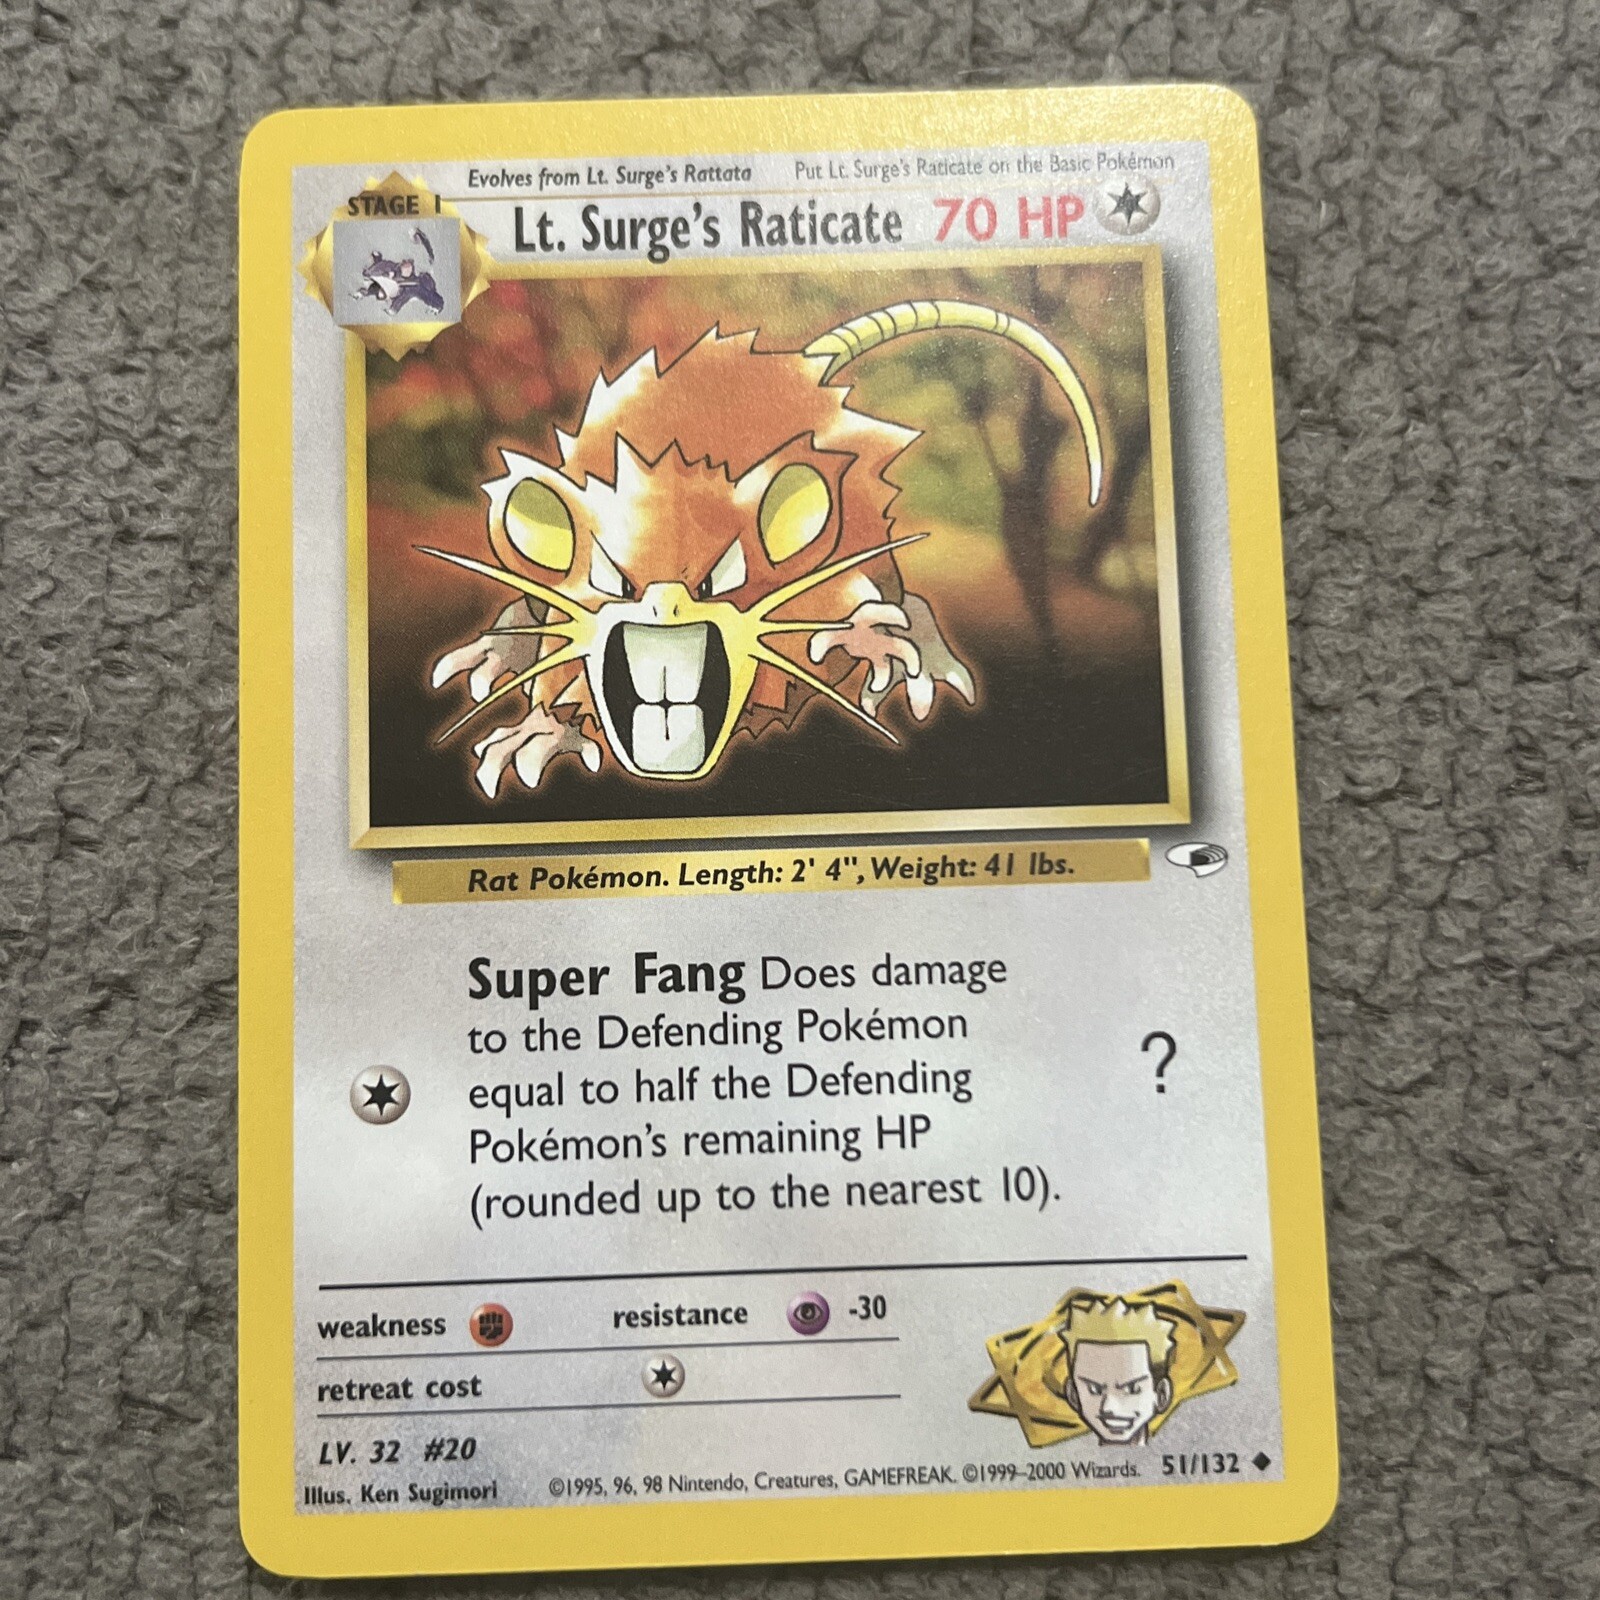 Evolves from Lt. Surge's Rattata Put Lt. Surge's Raticate on the Basic Pokémon
STAGE 1
Lt. Surge's Raticate 70 HP
Rat Pokémon. Length: 2' 4", Weight: 41 lbs.
Super Fang Does damage
to the Defending Pokémon
equal to half the Defending
Pokémon's remaining HP
(rounded up to the nearest 10).
?
weakness resistance -30
retreat cost
LV. 32 #20
Illus. Ken Sugimori ©1995, 96, 98 Nintendo, Creatures, GAMEFREAK. ©1999–2000 Wizards. 51/132